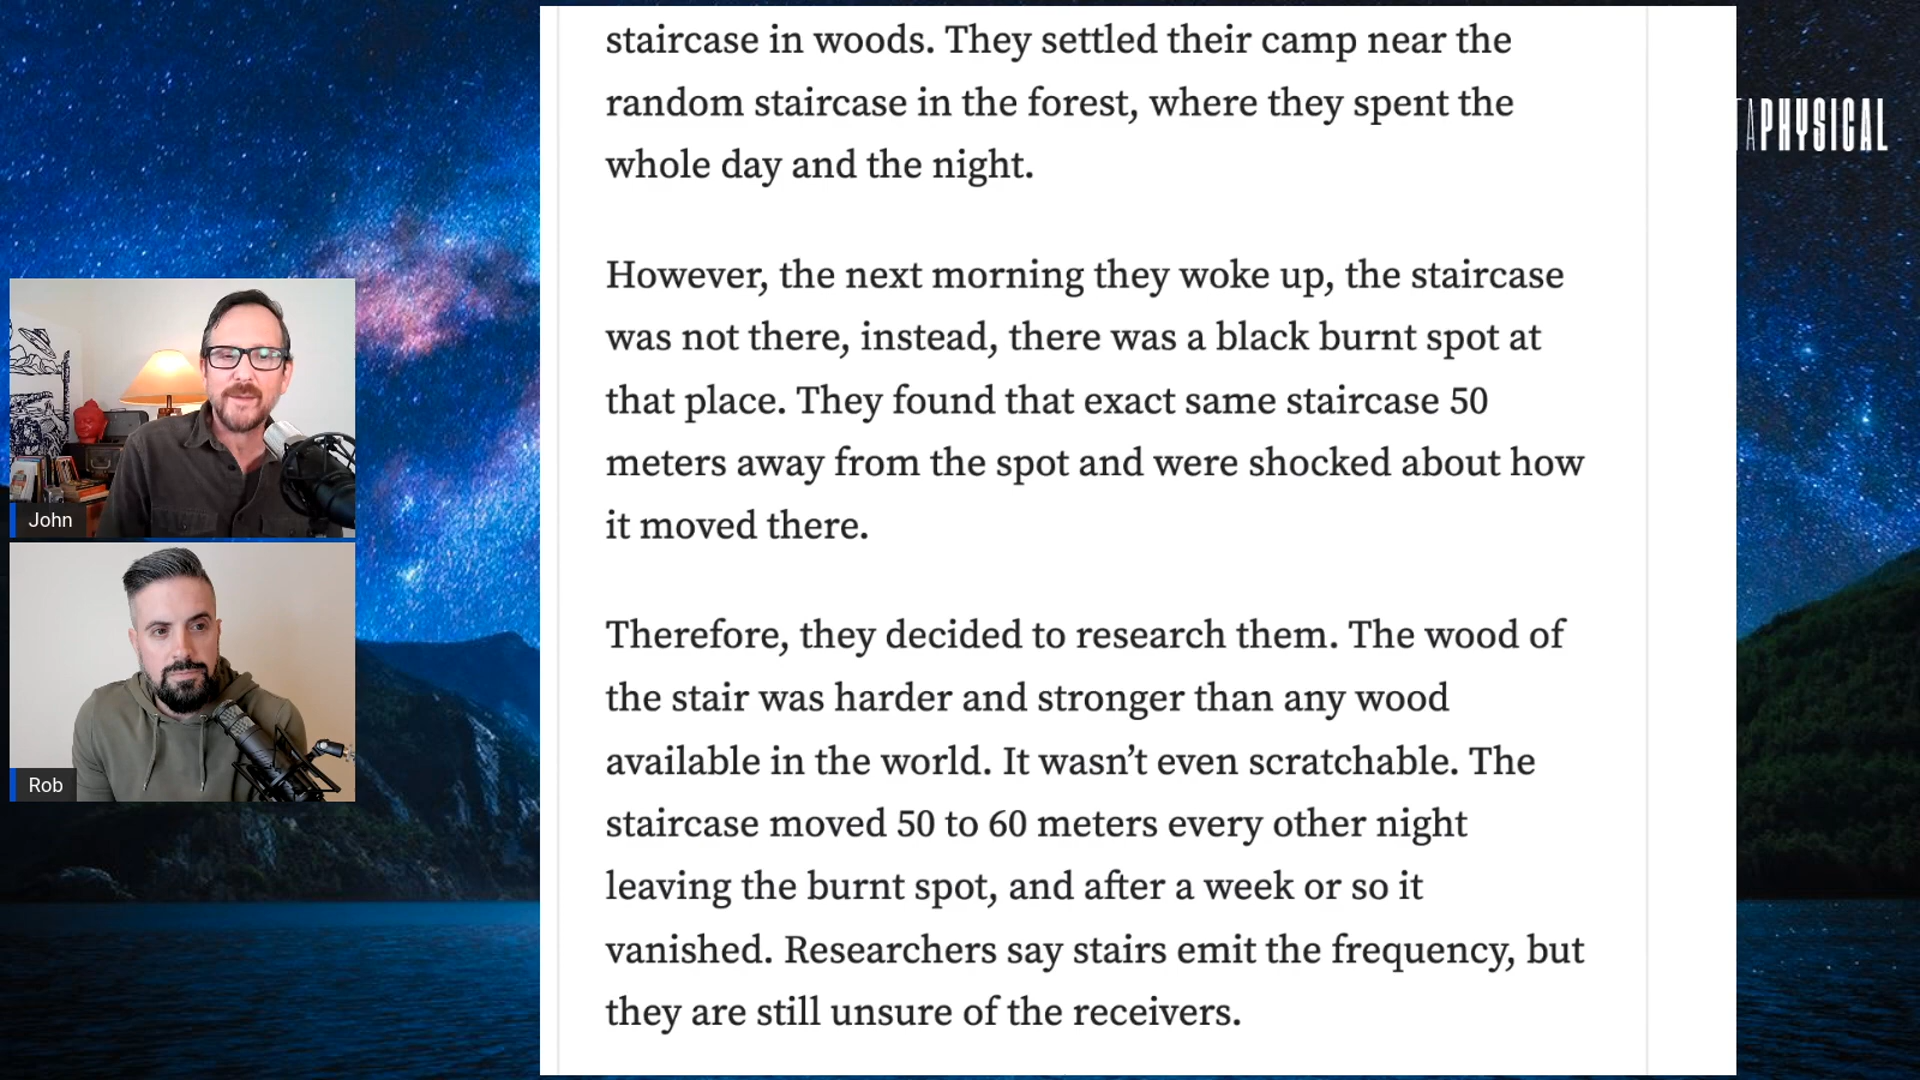 staircase in woods. They settled their camp near the
random staircase in the forest, where they spent the
whole day and the night.
However, the next morning they woke up, the staircase
was not there, instead, there was a black burnt spot at
that place. They found that exact same staircase 50
meters away from the spot and were shocked about how
it moved there.
Therefore, they decided to research them. The wood of
the stair was harder and stronger than any wood
available in the world. It wasn’t even scratchable. The
staircase moved 50 to 60 meters every other night
leaving the burnt spot, and after a week or so it
vanished. Researchers say stairs emit the frequency, but
they are still unsure of the receivers.
TAPHYSICAL
John
Rob